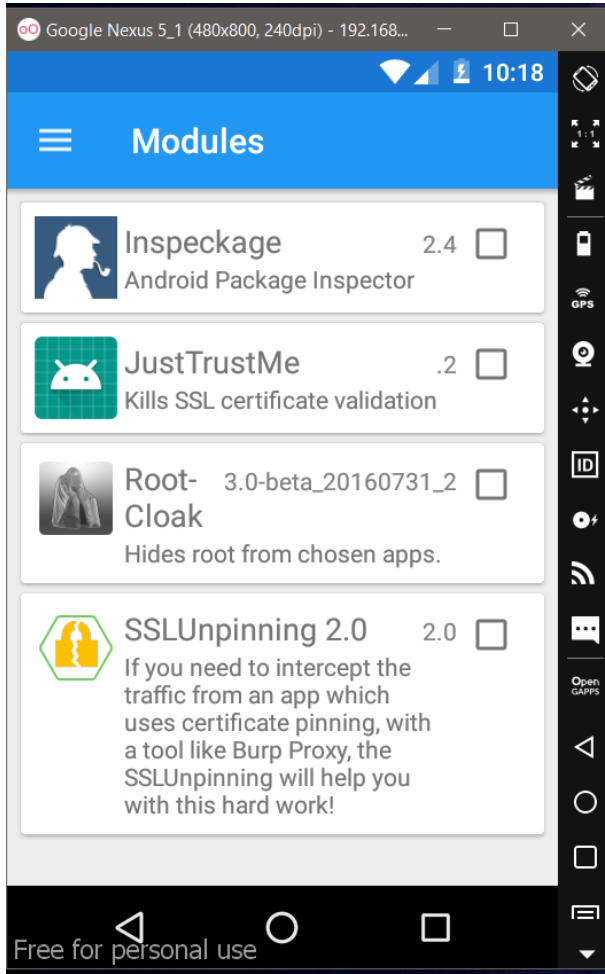 Google Nexus 5_1 (480x800, 240dpi) - 192.168...
10:18
Modules
Inspeckage 2.4
Android Package Inspector
JustTrustMe .2
Kills SSL certificate validation
Root- 3.0-beta_20160731_2
Cloak
Hides root from chosen apps.
SSLUnpinning 2.0 2.0
If you need to intercept the
traffic from an app which
uses certificate pinning, with
a tool like Burp Proxy, the
SSLUnpinning will help you
with this hard work!
Free for personal use
1:1
GPS
ID
Open
GAPPS